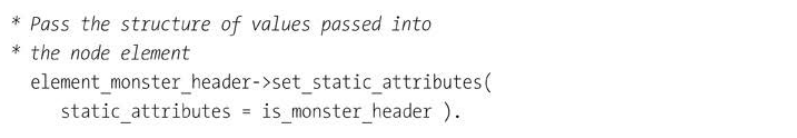 * Pass the structure of values passed into
* the node element
element_monster_header->set_static_attributes(
static_attributes = is_monster_header ).